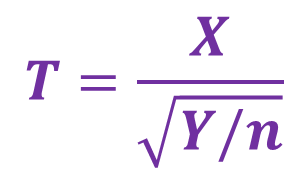 T = X / √(Y/n)